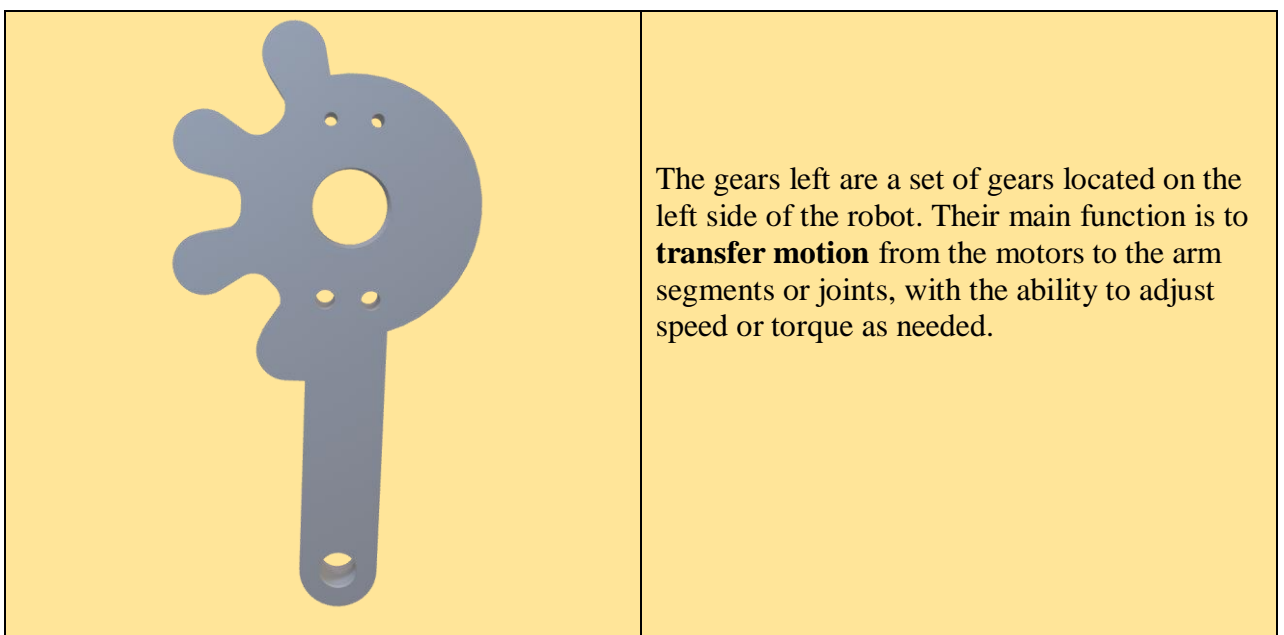 The gears left are a set of gears located on the
left side of the robot. Their main function is to
transfer motion from the motors to the arm
segments or joints, with the ability to adjust
speed or torque as needed.